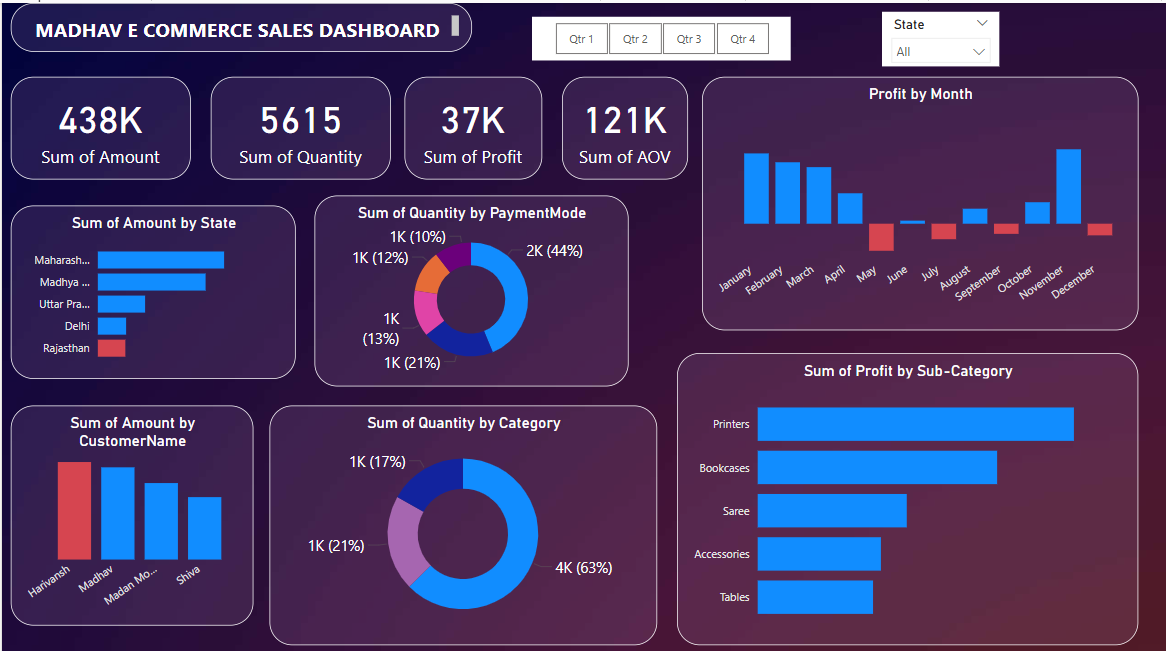 MADHAV E COMMERCE SALES DASHBOARD
Qtr 1
Qtr 2
Qtr 3
Qtr 4
State
All
438K
Sum of Amount
5615
Sum of Quantity
37K
Sum of Profit
121K
Sum of AOV
Profit by Month
January
February
March
April
May
June
July
August
September
October
November
December
Sum of Amount by State
Maharash...
Madhya ...
Uttar Pra...
Delhi
Rajasthan
Sum of Quantity by PaymentMode
1K (10%)
2K (44%)
1K (12%)
1K
(13%)
1K (21%)
Sum of Profit by Sub-Category
Printers
Bookcases
Saree
Accessories
Tables
Sum of Amount by
CustomerName
Harivansh
Madhav
Madan Mo...
Shiva
Sum of Quantity by Category
1K (17%)
1K (21%)
4K (63%)